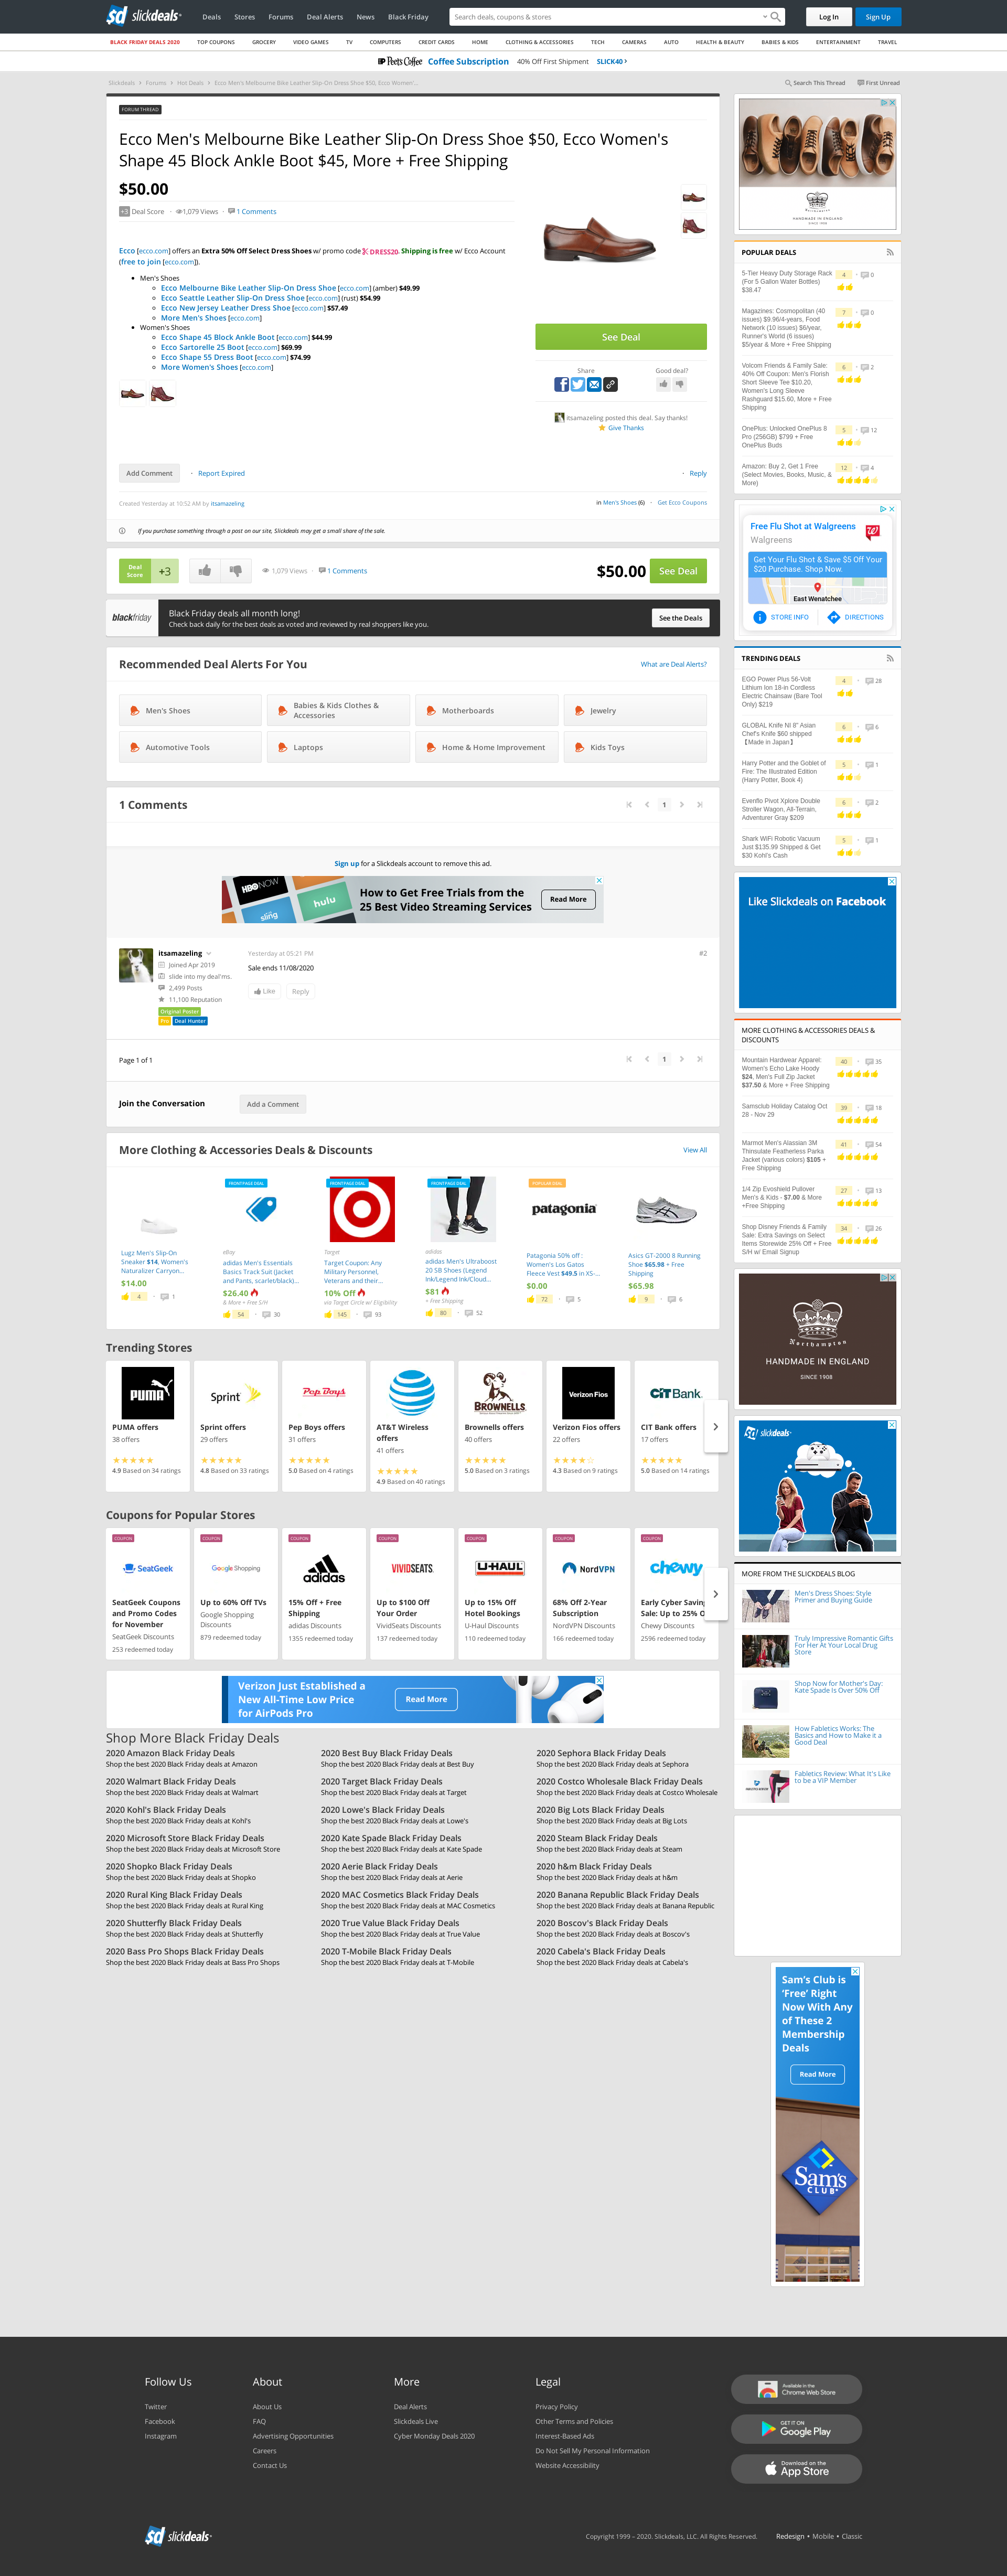 slickdeals
Deals
Stores
Forums
Deal Alerts
News
Black Friday
Search deals, coupons & stores
Log In
Sign Up
BLACK FRIDAY DEALS 2020
TOP COUPONS
GROCERY
VIDEO GAMES
TV
COMPUTERS
CREDIT CARDS
HOME
CLOTHING & ACCESSORIES
TECH
CAMERAS
AUTO
HEALTH & BEAUTY
BABIES & KIDS
ENTERTAINMENT
TRAVEL
Peet's Coffee Coffee Subscription 40% Off First Shipment SLICK40 ›
Slickdeals > Forums > Hot Deals > Ecco Men's Melbourne Bike Leather Slip-On Dress Shoe $50, Ecco Women'...
Search This Thread
First Unread
FORUM THREAD
Ecco Men's Melbourne Bike Leather Slip-On Dress Shoe $50, Ecco Women's
Shape 45 Block Ankle Boot $45, More + Free Shipping
$50.00
+3 Deal Score · 1,079 Views · 1 Comments
Ecco [ecco.com] offers an Extra 50% Off Select Dress Shoes w/ promo code DRESS20. Shipping is free w/ Ecco Account
(free to join [ecco.com]).
• Men's Shoes
Ecco Melbourne Bike Leather Slip-On Dress Shoe [ecco.com] (amber) $49.99
Ecco Seattle Leather Slip-On Dress Shoe [ecco.com] (rust) $54.99
Ecco New Jersey Leather Dress Shoe [ecco.com] $57.49
More Men's Shoes [ecco.com]
• Women's Shoes
Ecco Shape 45 Block Ankle Boot [ecco.com] $44.99
Ecco Sartorelle 25 Boot [ecco.com] $69.99
Ecco Shape 55 Dress Boot [ecco.com] $74.99
More Women's Shoes [ecco.com]
See Deal
Share
Good deal?
itsamazeling posted this deal. Say thanks!
Give Thanks
Add Comment
· Report Expired
· Reply
Created Yesterday at 10:52 AM by itsamazeling
in Men's Shoes (6) · Get Ecco Coupons
If you purchase something through a post on our site, Slickdeals may get a small share of the sale.
Deal
Score
+3
1,079 Views · 1 Comments
$50.00
See Deal
blackfriday
Black Friday deals all month long!
Check back daily for the best deals as voted and reviewed by real shoppers like you.
See the Deals
Recommended Deal Alerts For You
What are Deal Alerts?
Men's Shoes
Babies & Kids Clothes &
Accessories
Motherboards
Jewelry
Automotive Tools
Laptops
Home & Home Improvement
Kids Toys
1 Comments
1
Sign up for a Slickdeals account to remove this ad.
HBO NOW
sling
hulu
How to Get Free Trials from the
25 Best Video Streaming Services
Read More
itsamazeling
Joined Apr 2019
slide into my deal'ms.
2,499 Posts
11,100 Reputation
Original Poster
Pro
Deal Hunter
Yesterday at 05:21 PM
#2
Sale ends 11/08/2020
Like
Reply
Page 1 of 1
1
Join the Conversation
Add a Comment
More Clothing & Accessories Deals & Discounts
View All
Lugz Men's Slip-On
Sneaker $14, Women's
Naturalizer Carryon...
$14.00
4 · 1
FRONTPAGE DEAL
eBay
adidas Men's Essentials
Basics Track Suit (Jacket
and Pants, scarlet/black)...
$26.40
& More + Free S/H
54 · 30
FRONTPAGE DEAL
Target
Target Coupon: Any
Military Personnel,
Veterans and their...
10% Off
via Target Circle w/ Eligibility
145 · 93
FRONTPAGE DEAL
adidas
adidas Men's Ultraboost
20 SB Shoes (Legend
Ink/Legend Ink/Cloud...
$81
+ Free Shipping
80 · 52
POPULAR DEAL
patagonia
Patagonia 50% off :
Women's Los Gatos
Fleece Vest $49.5 in XS-...
$0.00
72 · 5
Asics GT-2000 8 Running
Shoe $65.98 + Free
Shipping
$65.98
9 · 6
Trending Stores
PUMA
PUMA offers
38 offers
4.9 Based on 34 ratings
Sprint
Sprint offers
29 offers
4.8 Based on 33 ratings
Pep Boys
Pep Boys offers
31 offers
5.0 Based on 4 ratings
AT&T Wireless
offers
41 offers
4.9 Based on 40 ratings
BROWNELLS
Brownells offers
40 offers
5.0 Based on 3 ratings
Verizon Fios
Verizon Fios offers
22 offers
4.3 Based on 9 ratings
CIT Bank
CIT Bank offers
17 offers
5.0 Based on 14 ratings
Coupons for Popular Stores
COUPON
SeatGeek
SeatGeek Coupons
and Promo Codes
for November
SeatGeek Discounts
253 redeemed today
COUPON
Google Shopping
Up to 60% Off TVs
Google Shopping
Discounts
879 redeemed today
COUPON
adidas
15% Off + Free
Shipping
adidas Discounts
1355 redeemed today
COUPON
VIVIDSEATS
Up to $100 Off
Your Order
VividSeats Discounts
137 redeemed today
COUPON
U-HAUL
Up to 15% Off
Hotel Bookings
U-Haul Discounts
110 redeemed today
COUPON
NordVPN
68% Off 2-Year
Subscription
NordVPN Discounts
166 redeemed today
COUPON
chewy
Early Cyber Saving
Sale: Up to 25% O
Chewy Discounts
2596 redeemed today
Verizon Just Established a
New All-Time Low Price
for AirPods Pro
Read More
Shop More Black Friday Deals
2020 Amazon Black Friday Deals
Shop the best 2020 Black Friday deals at Amazon
2020 Best Buy Black Friday Deals
Shop the best 2020 Black Friday deals at Best Buy
2020 Sephora Black Friday Deals
Shop the best 2020 Black Friday deals at Sephora
2020 Walmart Black Friday Deals
Shop the best 2020 Black Friday deals at Walmart
2020 Target Black Friday Deals
Shop the best 2020 Black Friday deals at Target
2020 Costco Wholesale Black Friday Deals
Shop the best 2020 Black Friday deals at Costco Wholesale
2020 Kohl's Black Friday Deals
Shop the best 2020 Black Friday deals at Kohl's
2020 Lowe's Black Friday Deals
Shop the best 2020 Black Friday deals at Lowe's
2020 Big Lots Black Friday Deals
Shop the best 2020 Black Friday deals at Big Lots
2020 Microsoft Store Black Friday Deals
Shop the best 2020 Black Friday deals at Microsoft Store
2020 Kate Spade Black Friday Deals
Shop the best 2020 Black Friday deals at Kate Spade
2020 Steam Black Friday Deals
Shop the best 2020 Black Friday deals at Steam
2020 Shopko Black Friday Deals
Shop the best 2020 Black Friday deals at Shopko
2020 Aerie Black Friday Deals
Shop the best 2020 Black Friday deals at Aerie
2020 h&m Black Friday Deals
Shop the best 2020 Black Friday deals at h&m
2020 Rural King Black Friday Deals
Shop the best 2020 Black Friday deals at Rural King
2020 MAC Cosmetics Black Friday Deals
Shop the best 2020 Black Friday deals at MAC Cosmetics
2020 Banana Republic Black Friday Deals
Shop the best 2020 Black Friday deals at Banana Republic
2020 Shutterfly Black Friday Deals
Shop the best 2020 Black Friday deals at Shutterfly
2020 True Value Black Friday Deals
Shop the best 2020 Black Friday deals at True Value
2020 Boscov's Black Friday Deals
Shop the best 2020 Black Friday deals at Boscov's
2020 Bass Pro Shops Black Friday Deals
Shop the best 2020 Black Friday deals at Bass Pro Shops
2020 T-Mobile Black Friday Deals
Shop the best 2020 Black Friday deals at T-Mobile
2020 Cabela's Black Friday Deals
Shop the best 2020 Black Friday deals at Cabela's
HANDMADE IN ENGLAND
SINCE 1908
POPULAR DEALS
5-Tier Heavy Duty Storage Rack
(For 5 Gallon Water Bottles)
$38.47
4 · 0
Magazines: Cosmopolitan (40
issues) $9.96/4-years, Food
Network (10 issues) $6/year,
Runner's World (6 issues)
$5/year & More + Free Shipping
7 · 0
Volcom Friends & Family Sale:
40% Off Coupon: Men's Florish
Short Sleeve Tee $10.20,
Women's Long Sleeve
Rashguard $15.60, More + Free
Shipping
6 · 2
OnePlus: Unlocked OnePlus 8
Pro (256GB) $799 + Free
OnePlus Buds
5 · 12
Amazon: Buy 2, Get 1 Free
(Select Movies, Books, Music, &
More)
12 · 4
Free Flu Shot at Walgreens
Walgreens
Get Your Flu Shot & Save $5 Off Your
$20 Purchase. Shop Now.
East Wenatchee
STORE INFO
DIRECTIONS
TRENDING DEALS
EGO Power Plus 56-Volt
Lithium Ion 18-in Cordless
Electric Chainsaw (Bare Tool
Only) $219
4 · 28
GLOBAL Knife NI 8" Asian
Chef's Knife $60 shipped
【Made in Japan】
6 · 6
Harry Potter and the Goblet of
Fire: The Illustrated Edition
(Harry Potter, Book 4)
5 · 1
Evenflo Pivot Xplore Double
Stroller Wagon, All-Terrain,
Adventurer Gray $209
6 · 2
Shark WiFi Robotic Vacuum
Just $135.99 Shipped & Get
$30 Kohl's Cash
5 · 1
Like Slickdeals on Facebook
MORE CLOTHING & ACCESSORIES DEALS &
DISCOUNTS
Mountain Hardwear Apparel:
Women's Echo Lake Hoody
$24, Men's Full Zip Jacket
$37.50 & More + Free Shipping
40 · 35
Samsclub Holiday Catalog Oct
28 - Nov 29
39 · 18
Marmot Men's Alassian 3M
Thinsulate Featherless Parka
Jacket (various colors) $105 +
Free Shipping
41 · 54
1/4 Zip Evoshield Pullover
Men's & Kids - $7.00 & More
+Free Shipping
27 · 13
Shop Disney Friends & Family
Sale: Extra Savings on Select
Items Storewide 25% Off + Free
S/H w/ Email Signup
34 · 26
Northampton
HANDMADE IN ENGLAND
SINCE 1908
slickdeals
MORE FROM THE SLICKDEALS BLOG
Men's Dress Shoes: Style
Primer and Buying Guide
Truly Impressive Romantic Gifts
For Her At Your Local Drug
Store
Shop Now for Mother's Day:
Kate Spade Is Over 50% Off
How Fabletics Works: The
Basics and How to Make it a
Good Deal
Fabletics Review: What It's Like
to be a VIP Member
Sam's Club is
'Free' Right
Now With Any
of These 2
Membership
Deals
Read More
Sam's
CLUB
Follow Us
Twitter
Facebook
Instagram
About
About Us
FAQ
Advertising Opportunities
Careers
Contact Us
More
Deal Alerts
Slickdeals Live
Cyber Monday Deals 2020
Legal
Privacy Policy
Other Terms and Policies
Interest-Based Ads
Do Not Sell My Personal Information
Website Accessibility
Available in the
Chrome Web Store
GET IT ON
Google Play
Download on the
App Store
slickdeals
Copyright 1999 – 2020. Slickdeals, LLC. All Rights Reserved.
Redesign • Mobile • Classic